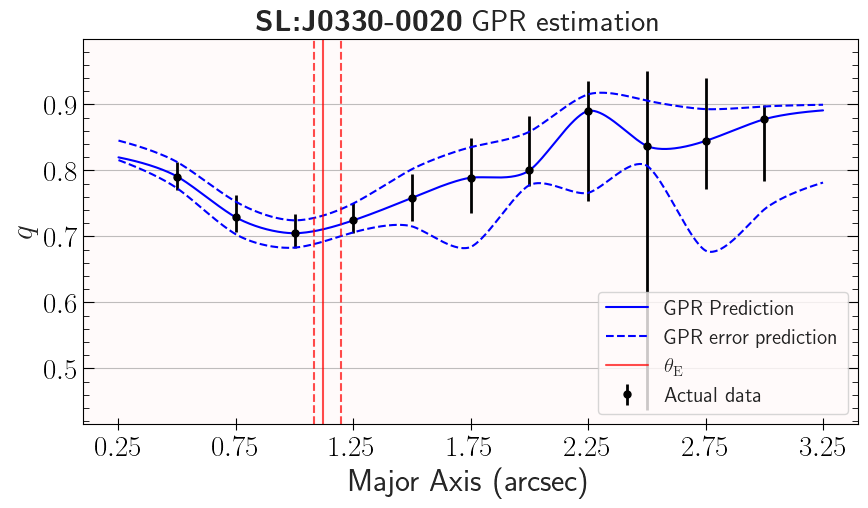 SL:J0330-0020 GPR estimation
q
0.9
0.8
0.7
0.6
0.5
0.25 0.75 1.25 1.75 2.25 2.75 3.25
Major Axis (arcsec)
GPR Prediction
GPR error prediction
θE
Actual data